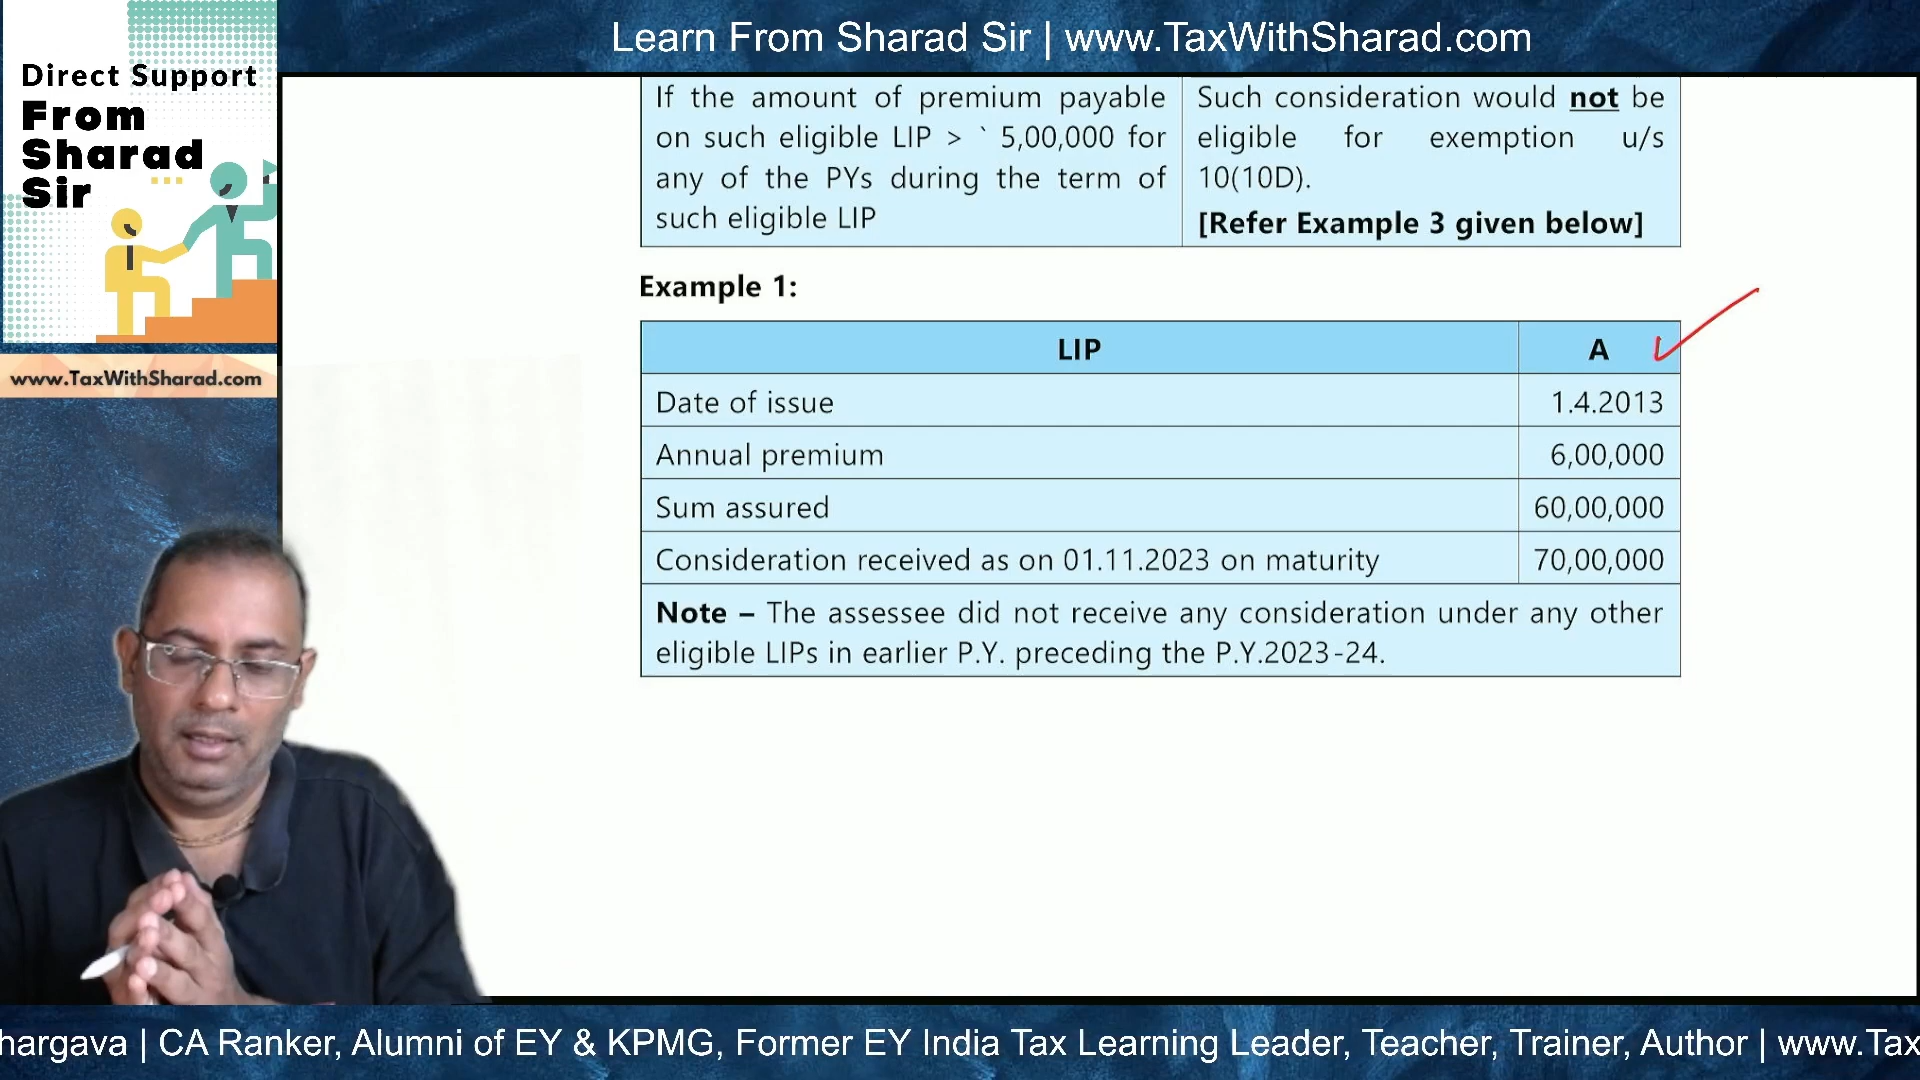 Learn From Sharad Sir | www.TaxWithSharad.com
Direct Support
From
Sharad
Sir
www.TaxWithSharad.com
If the amount of premium payable
on such eligible LIP > ` 5,00,000 for
any of the PYs during the term of
such eligible LIP
Such consideration would not be
eligible for exemption u/s
10(10D).
[Refer Example 3 given below]
Example 1:
LIP A
Date of issue 1.4.2013
Annual premium 6,00,000
Sum assured 60,00,000
Consideration received as on 01.11.2023 on maturity 70,00,000
Note – The assessee did not receive any consideration under any other
eligible LIPs in earlier P.Y. preceding the P.Y.2023-24.
hargava | CA Ranker, Alumni of EY & KPMG, Former EY India Tax Learning Leader, Teacher, Trainer, Author | www.Tax